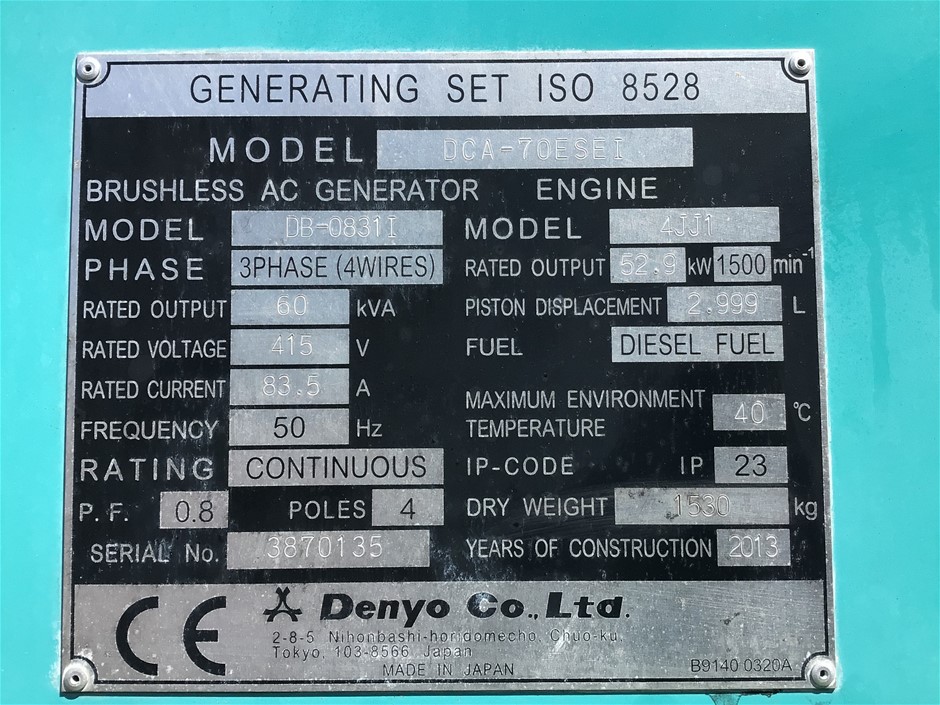 GENERATING SET ISO 8528
MODEL DCA-70ESEI
BRUSHLESS AC GENERATOR
MODEL DB-0831I
PHASE 3PHASE (4WIRES)
RATED OUTPUT 60 kVA
RATED VOLTAGE 415 V
RATED CURRENT 83.5 A
FREQUENCY 50 Hz
RATING CONTINUOUS
P. F. 0.8 POLES 4
SERIAL No. 3870135
ENGINE
MODEL 4JJ1
RATED OUTPUT 52.9 kW 1500 min⁻¹
PISTON DISPLACEMENT 2.999 L
FUEL DIESEL FUEL
MAXIMUM ENVIRONMENT
TEMPERATURE 40 °C
IP-CODE IP 23
DRY WEIGHT 1530 kg
YEARS OF CONSTRUCTION 2013
CE
Denyo Co., Ltd.
2-8-5 Nihonbashi-horidomecho, Chuo-ku,
Tokyo, 103-8566 Japan
MADE IN JAPAN
B9140 0320A